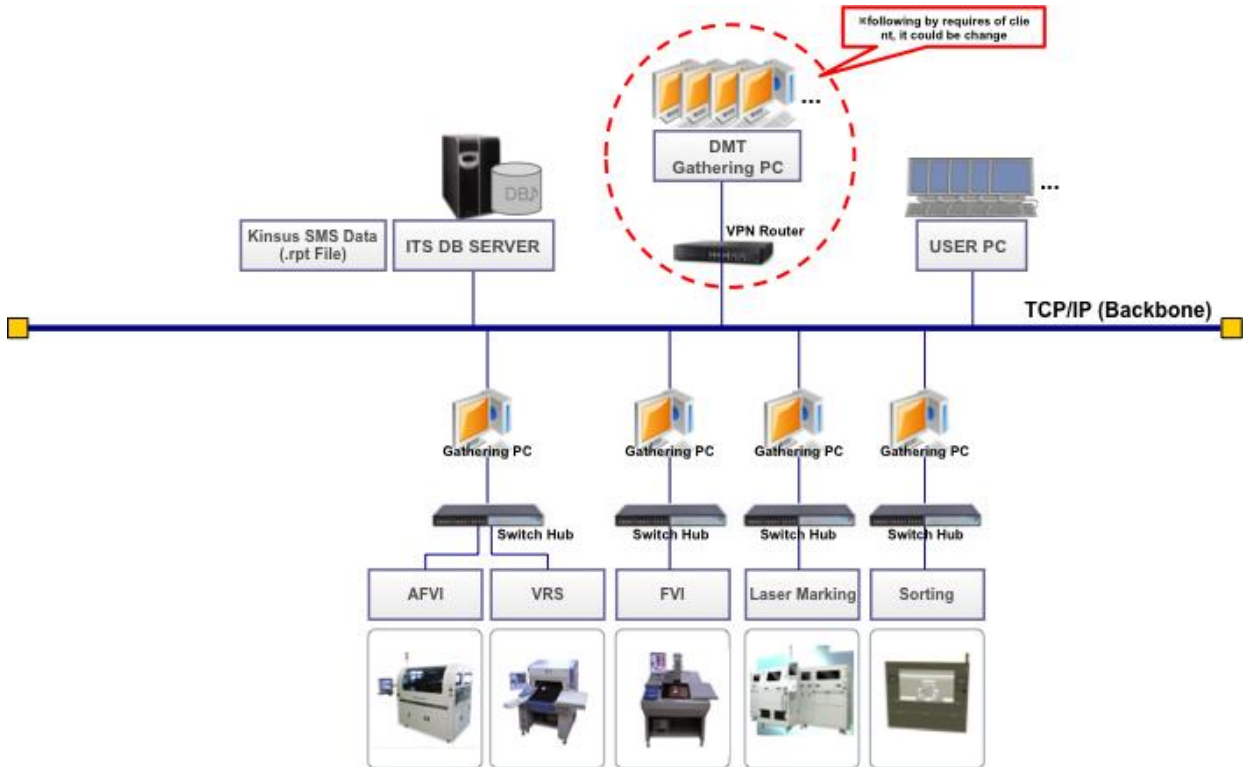 ※following by requires of clie
nt, it could be change
...
DMT
Gathering PC
DB
...
VPN Router
Kinsus SMS Data
(.rpt File)
ITS DB SERVER
USER PC
TCP/IP (Backbone)
Gathering PC
Gathering PC
Gathering PC
Gathering PC
Switch Hub
Switch Hub
Switch Hub
Switch Hub
AFVI
VRS
FVI
Laser Marking
Sorting